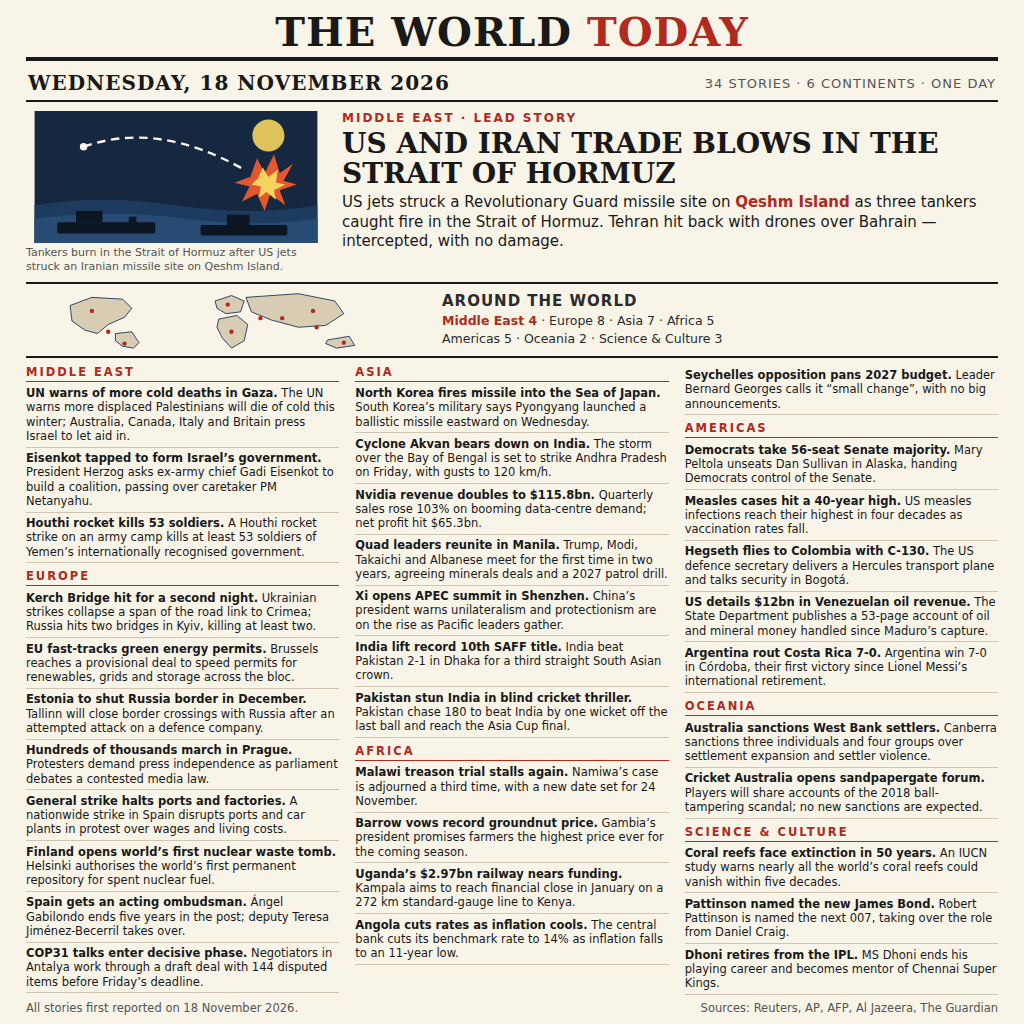 THE WORLD TODAY
WEDNESDAY, 18 NOVEMBER 2026
34 STORIES · 6 CONTINENTS · ONE DAY
Tankers burn in the Strait of Hormuz after US jets
struck an Iranian missile site on Qeshm Island.
MIDDLE EAST · LEAD STORY
US AND IRAN TRADE BLOWS IN THE
STRAIT OF HORMUZ
US jets struck a Revolutionary Guard missile site on Qeshm Island as three tankers
caught fire in the Strait of Hormuz. Tehran hit back with drones over Bahrain —
intercepted, with no damage.
AROUND THE WORLD
Middle East 4 · Europe 8 · Asia 7 · Africa 5
Americas 5 · Oceania 2 · Science & Culture 3
MIDDLE EAST
UN warns of more cold deaths in Gaza. The UN
warns more displaced Palestinians will die of cold this
winter; Australia, Canada, Italy and Britain press
Israel to let aid in.
Eisenkot tapped to form Israel’s government.
President Herzog asks ex-army chief Gadi Eisenkot to
build a coalition, passing over caretaker PM
Netanyahu.
Houthi rocket kills 53 soldiers. A Houthi rocket
strike on an army camp kills at least 53 soldiers of
Yemen’s internationally recognised government.
EUROPE
Kerch Bridge hit for a second night. Ukrainian
strikes collapse a span of the road link to Crimea;
Russia hits two bridges in Kyiv, killing at least two.
EU fast-tracks green energy permits. Brussels
reaches a provisional deal to speed permits for
renewables, grids and storage across the bloc.
Estonia to shut Russia border in December.
Tallinn will close border crossings with Russia after an
attempted attack on a defence company.
Hundreds of thousands march in Prague.
Protesters demand press independence as parliament
debates a contested media law.
General strike halts ports and factories. A
nationwide strike in Spain disrupts ports and car
plants in protest over wages and living costs.
Finland opens world’s first nuclear waste tomb.
Helsinki authorises the world’s first permanent
repository for spent nuclear fuel.
Spain gets an acting ombudsman. Ángel
Gabilondo ends five years in the post; deputy Teresa
Jiménez-Becerril takes over.
COP31 talks enter decisive phase. Negotiators in
Antalya work through a draft deal with 144 disputed
items before Friday’s deadline.
ASIA
North Korea fires missile into the Sea of Japan.
South Korea’s military says Pyongyang launched a
ballistic missile eastward on Wednesday.
Cyclone Akvan bears down on India. The storm
over the Bay of Bengal is set to strike Andhra Pradesh
on Friday, with gusts to 120 km/h.
Nvidia revenue doubles to $115.8bn. Quarterly
sales rose 103% on booming data-centre demand;
net profit hit $65.3bn.
Quad leaders reunite in Manila. Trump, Modi,
Takaichi and Albanese meet for the first time in two
years, agreeing minerals deals and a 2027 patrol drill.
Xi opens APEC summit in Shenzhen. China’s
president warns unilateralism and protectionism are
on the rise as Pacific leaders gather.
India lift record 10th SAFF title. India beat
Pakistan 2-1 in Dhaka for a third straight South Asian
crown.
Pakistan stun India in blind cricket thriller.
Pakistan chase 180 to beat India by one wicket off the
last ball and reach the Asia Cup final.
AFRICA
Malawi treason trial stalls again. Namiwa’s case
is adjourned a third time, with a new date set for 24
November.
Barrow vows record groundnut price. Gambia’s
president promises farmers the highest price ever for
the coming season.
Uganda’s $2.97bn railway nears funding.
Kampala aims to reach financial close in January on a
272 km standard-gauge line to Kenya.
Angola cuts rates as inflation cools. The central
bank cuts its benchmark rate to 14% as inflation falls
to an 11-year low.
Seychelles opposition pans 2027 budget. Leader
Bernard Georges calls it “small change”, with no big
announcements.
AMERICAS
Democrats take 56-seat Senate majority. Mary
Peltola unseats Dan Sullivan in Alaska, handing
Democrats control of the Senate.
Measles cases hit a 40-year high. US measles
infections reach their highest in four decades as
vaccination rates fall.
Hegseth flies to Colombia with C-130. The US
defence secretary delivers a Hercules transport plane
and talks security in Bogotá.
US details $12bn in Venezuelan oil revenue. The
State Department publishes a 53-page account of oil
and mineral money handled since Maduro’s capture.
Argentina rout Costa Rica 7-0. Argentina win 7-0
in Córdoba, their first victory since Lionel Messi’s
international retirement.
OCEANIA
Australia sanctions West Bank settlers. Canberra
sanctions three individuals and four groups over
settlement expansion and settler violence.
Cricket Australia opens sandpapergate forum.
Players will share accounts of the 2018 ball-
tampering scandal; no new sanctions are expected.
SCIENCE & CULTURE
Coral reefs face extinction in 50 years. An IUCN
study warns nearly all the world’s coral reefs could
vanish within five decades.
Pattinson named the new James Bond. Robert
Pattinson is named the next 007, taking over the role
from Daniel Craig.
Dhoni retires from the IPL. MS Dhoni ends his
playing career and becomes mentor of Chennai Super
Kings.
All stories first reported on 18 November 2026.
Sources: Reuters, AP, AFP, Al Jazeera, The Guardian